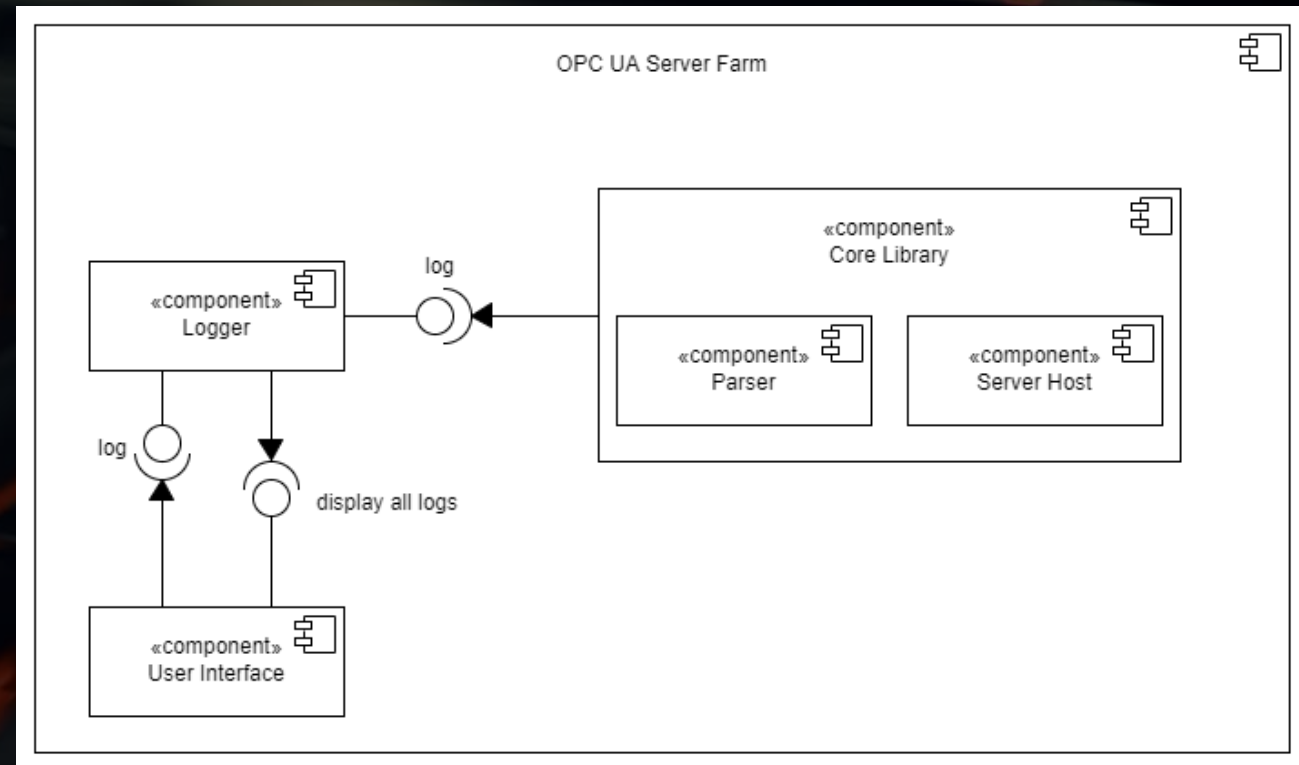 OPC UA Server Farm
«component»
Core Library
log
«component»
Logger
«component»
Parser
«component»
Server Host
log
display all logs
«component»
User Interface